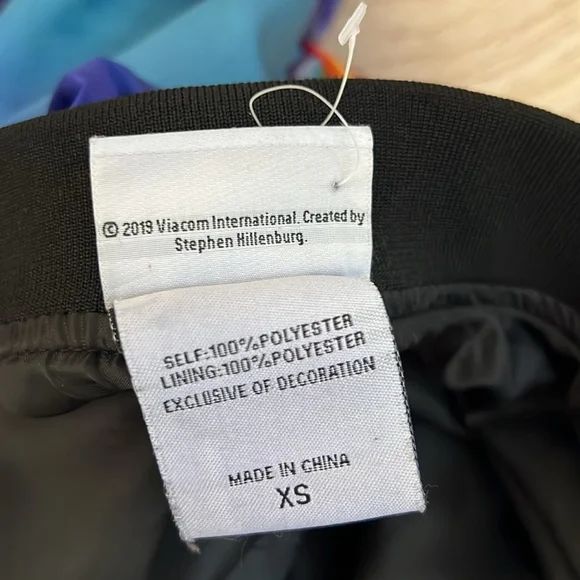 © 2019 Viacom International. Created by
Stephen Hillenburg.
SELF:100%POLYESTER
LINING:100%POLYESTER
EXCLUSIVE OF DECORATION
MADE IN CHINA
XS